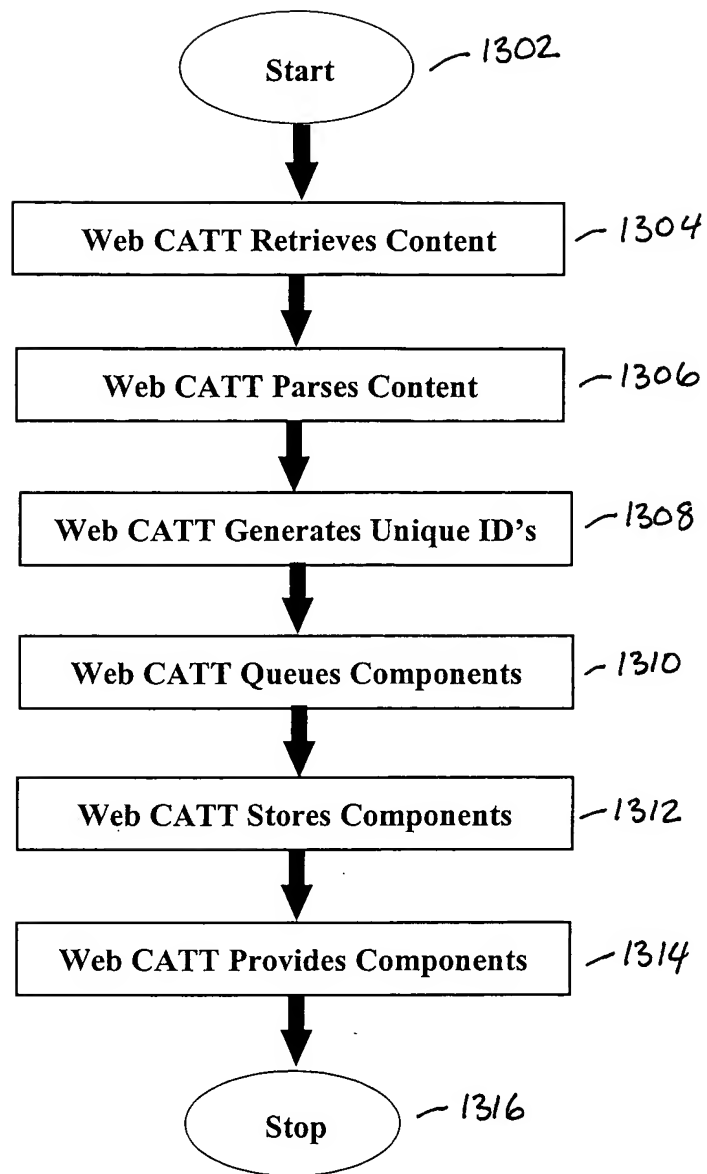 Start 1302
Web CATT Retrieves Content 1304
Web CATT Parses Content 1306
Web CATT Generates Unique ID's 1308
Web CATT Queues Components 1310
Web CATT Stores Components 1312
Web CATT Provides Components 1314
Stop 1316